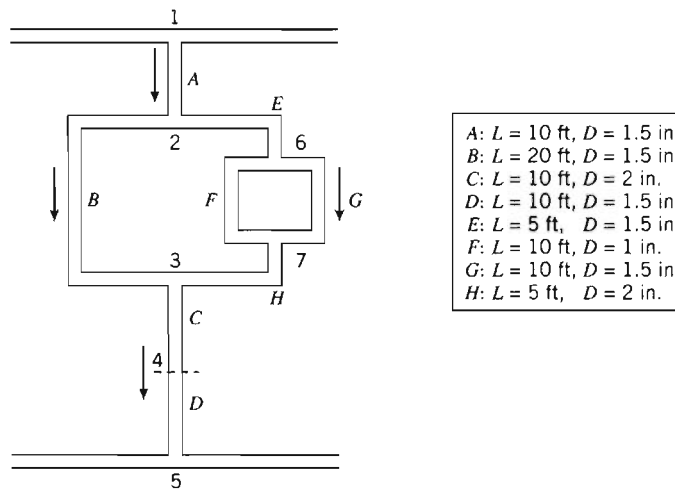 1
A
E
2
6
B
F
G
3
7
H
C
4
D
5
A: L = 10 ft, D = 1.5 in
B: L = 20 ft, D = 1.5 in
C: L = 10 ft, D = 2 in.
D: L = 10 ft, D = 1.5 in
E: L = 5 ft, D = 1.5 in
F: L = 10 ft, D = 1 in.
G: L = 10 ft, D = 1.5 in
H: L = 5 ft, D = 2 in.